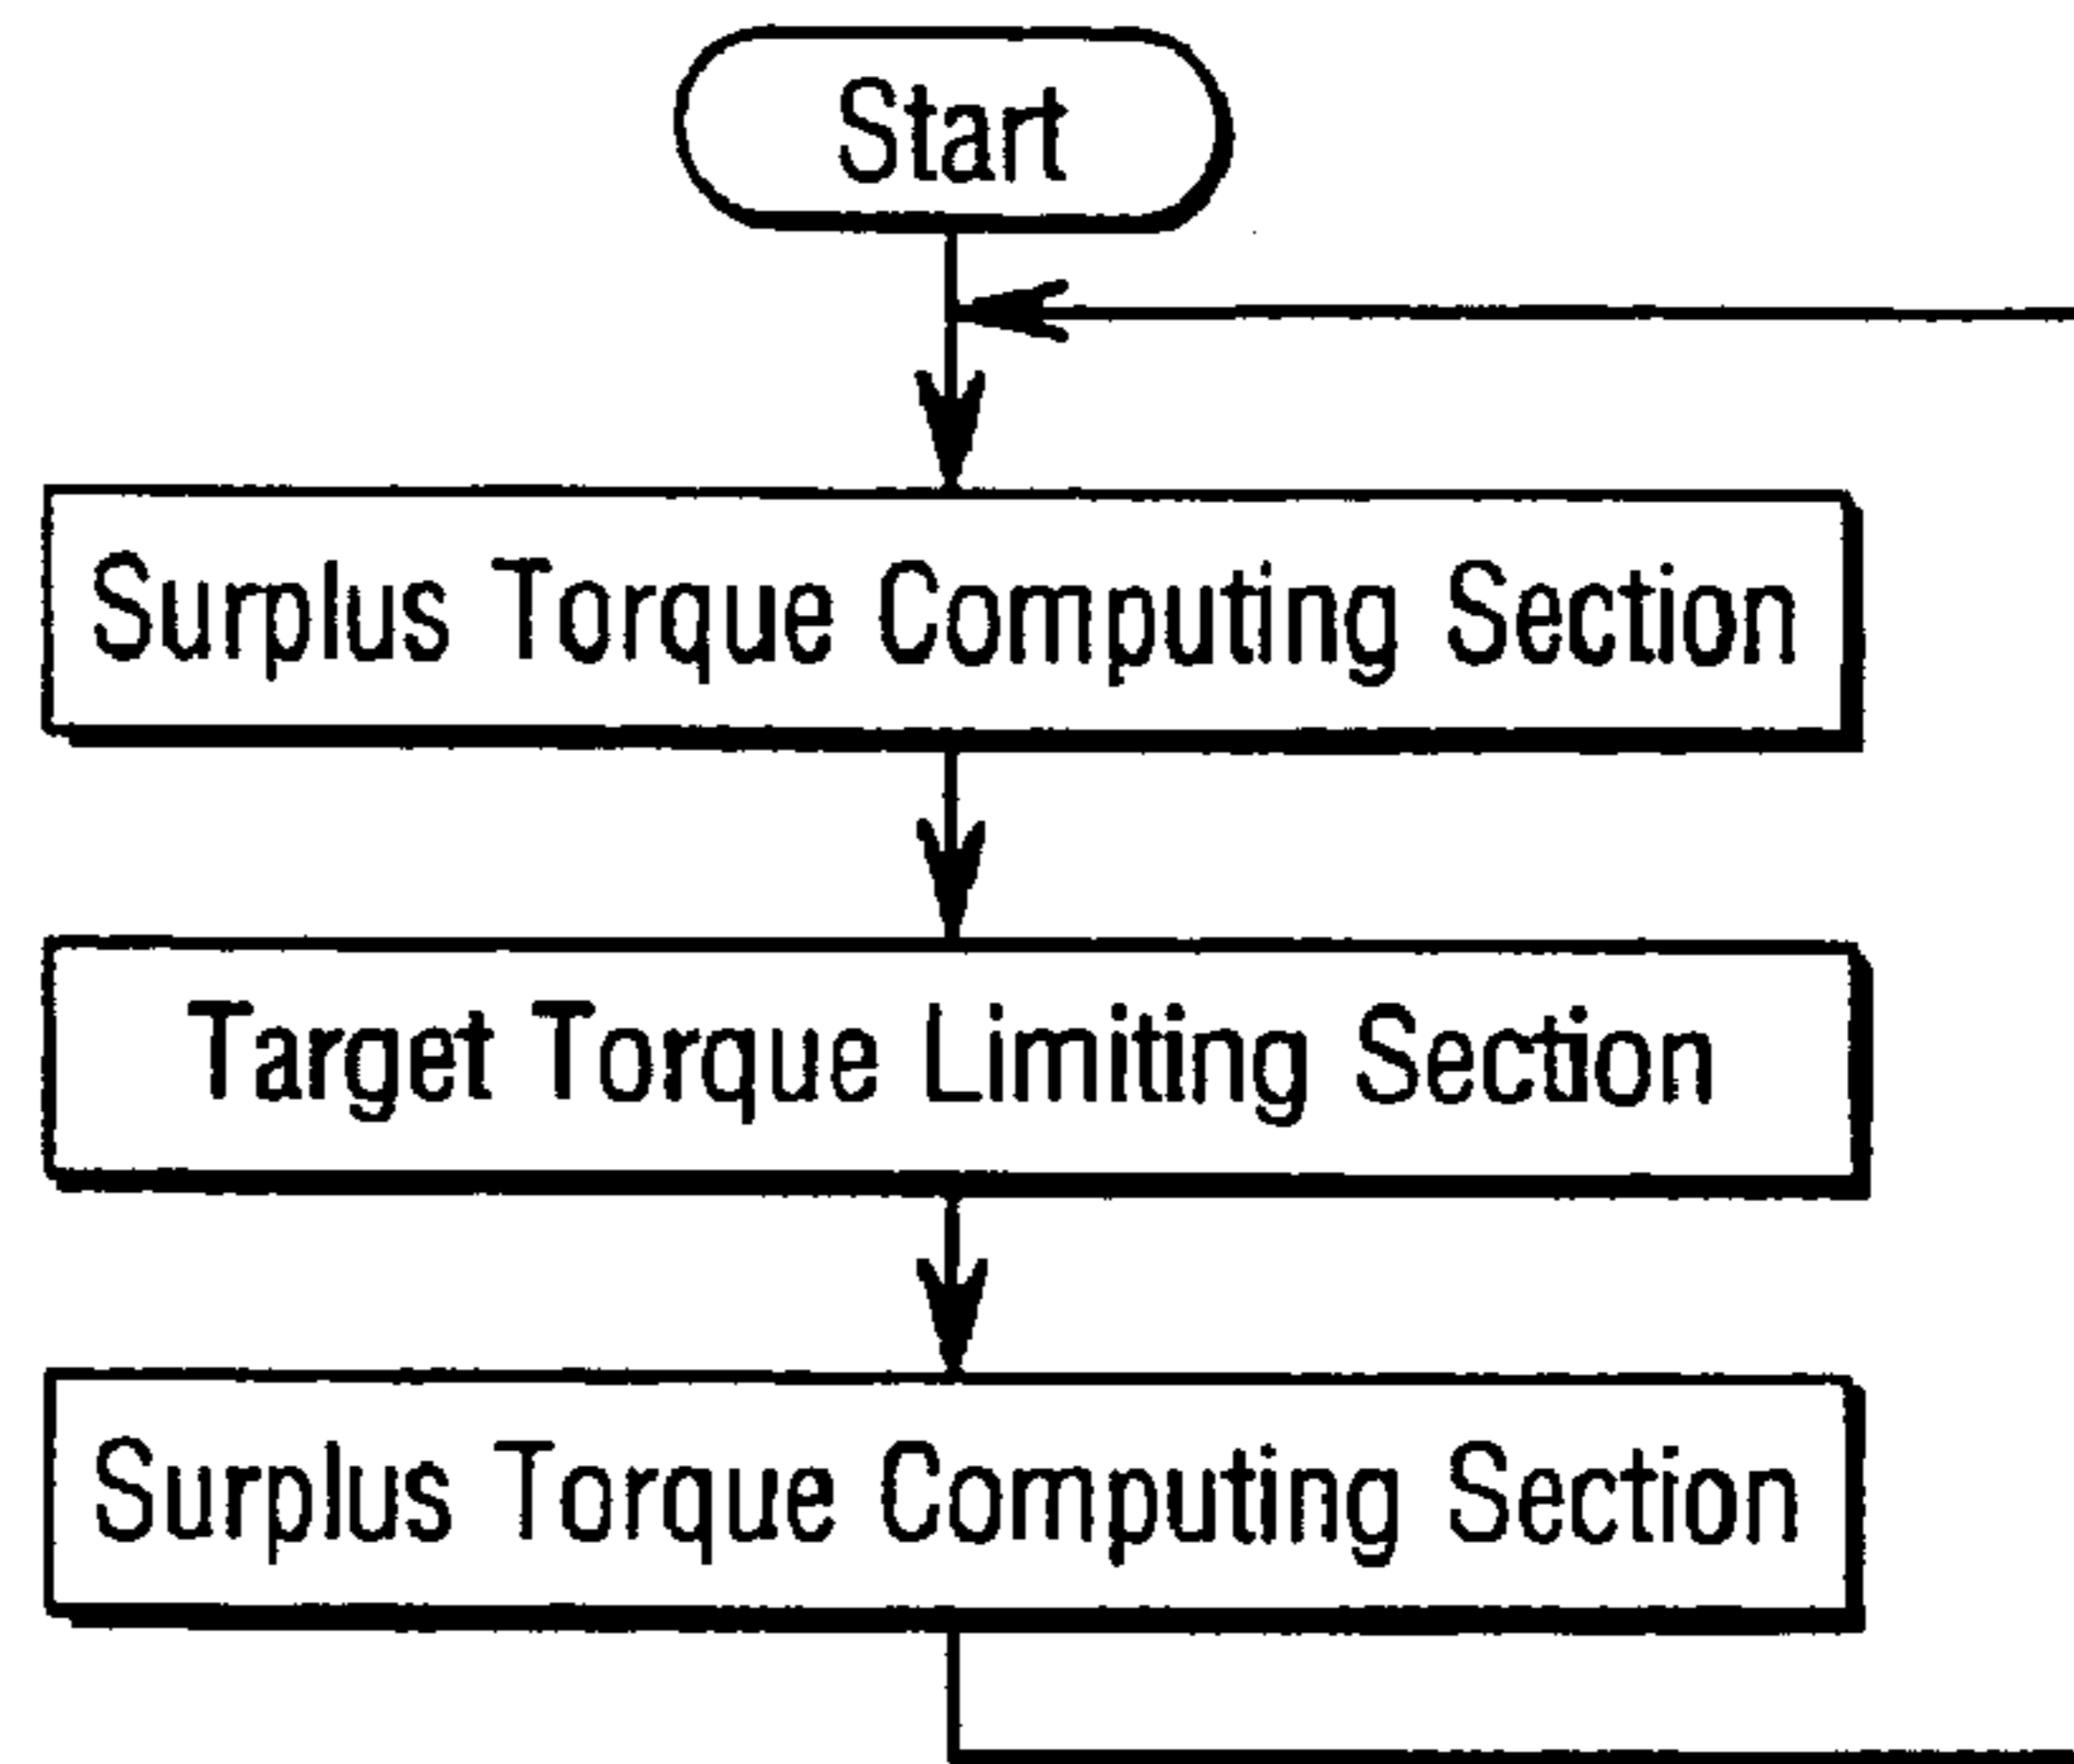 Start
Surplus Torque Computing Section
Target Torque Limiting Section
Surplus Torque Computing Section